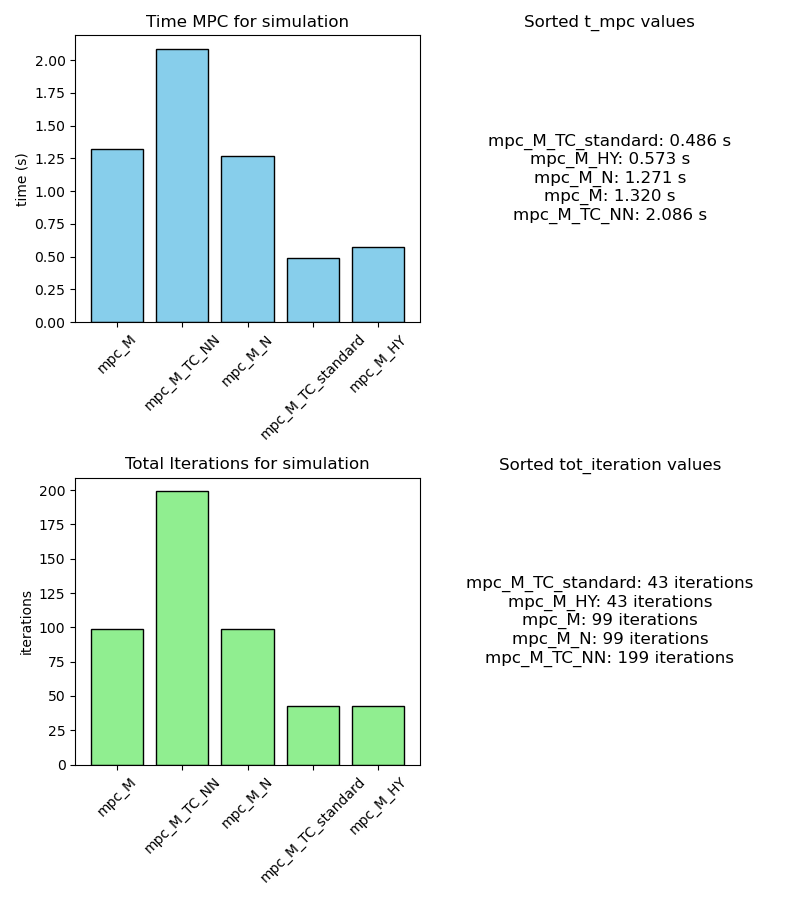 Time MPC for simulation
time (s)
2.00
1.75
1.50
1.25
1.00
0.75
0.50
0.25
0.00
mpc_M
mpc_M_TC_NN
mpc_M_N
mpc_M_TC_standard
mpc_M_HY
Sorted t_mpc values
mpc_M_TC_standard: 0.486 s
mpc_M_HY: 0.573 s
mpc_M_N: 1.271 s
mpc_M: 1.320 s
mpc_M_TC_NN: 2.086 s
Total Iterations for simulation
iterations
200
175
150
125
100
75
50
25
0
mpc_M
mpc_M_TC_NN
mpc_M_N
mpc_M_TC_standard
mpc_M_HY
Sorted tot_iteration values
mpc_M_TC_standard: 43 iterations
mpc_M_HY: 43 iterations
mpc_M: 99 iterations
mpc_M_N: 99 iterations
mpc_M_TC_NN: 199 iterations